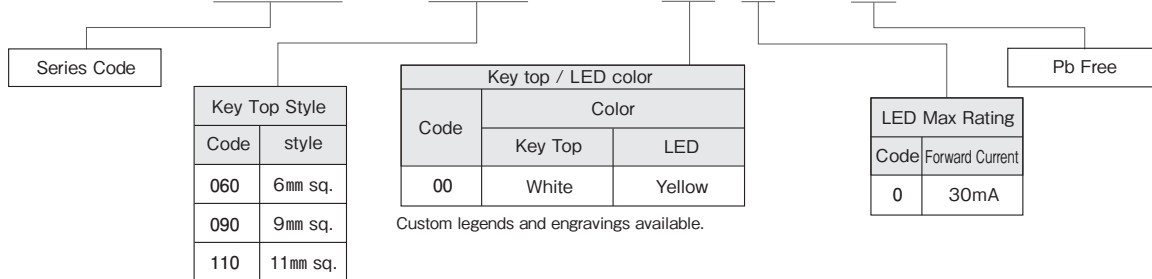 Series Code
Pb Free
Key top / LED color
Key Top Style
LED Max Rating
Code Color
Code style
Key Top LED
Code Forward Current
060 6mm sq.
00 White Yellow
0 30mA
090 9mm sq.
Custom legends and engravings available.
110 11mm sq.